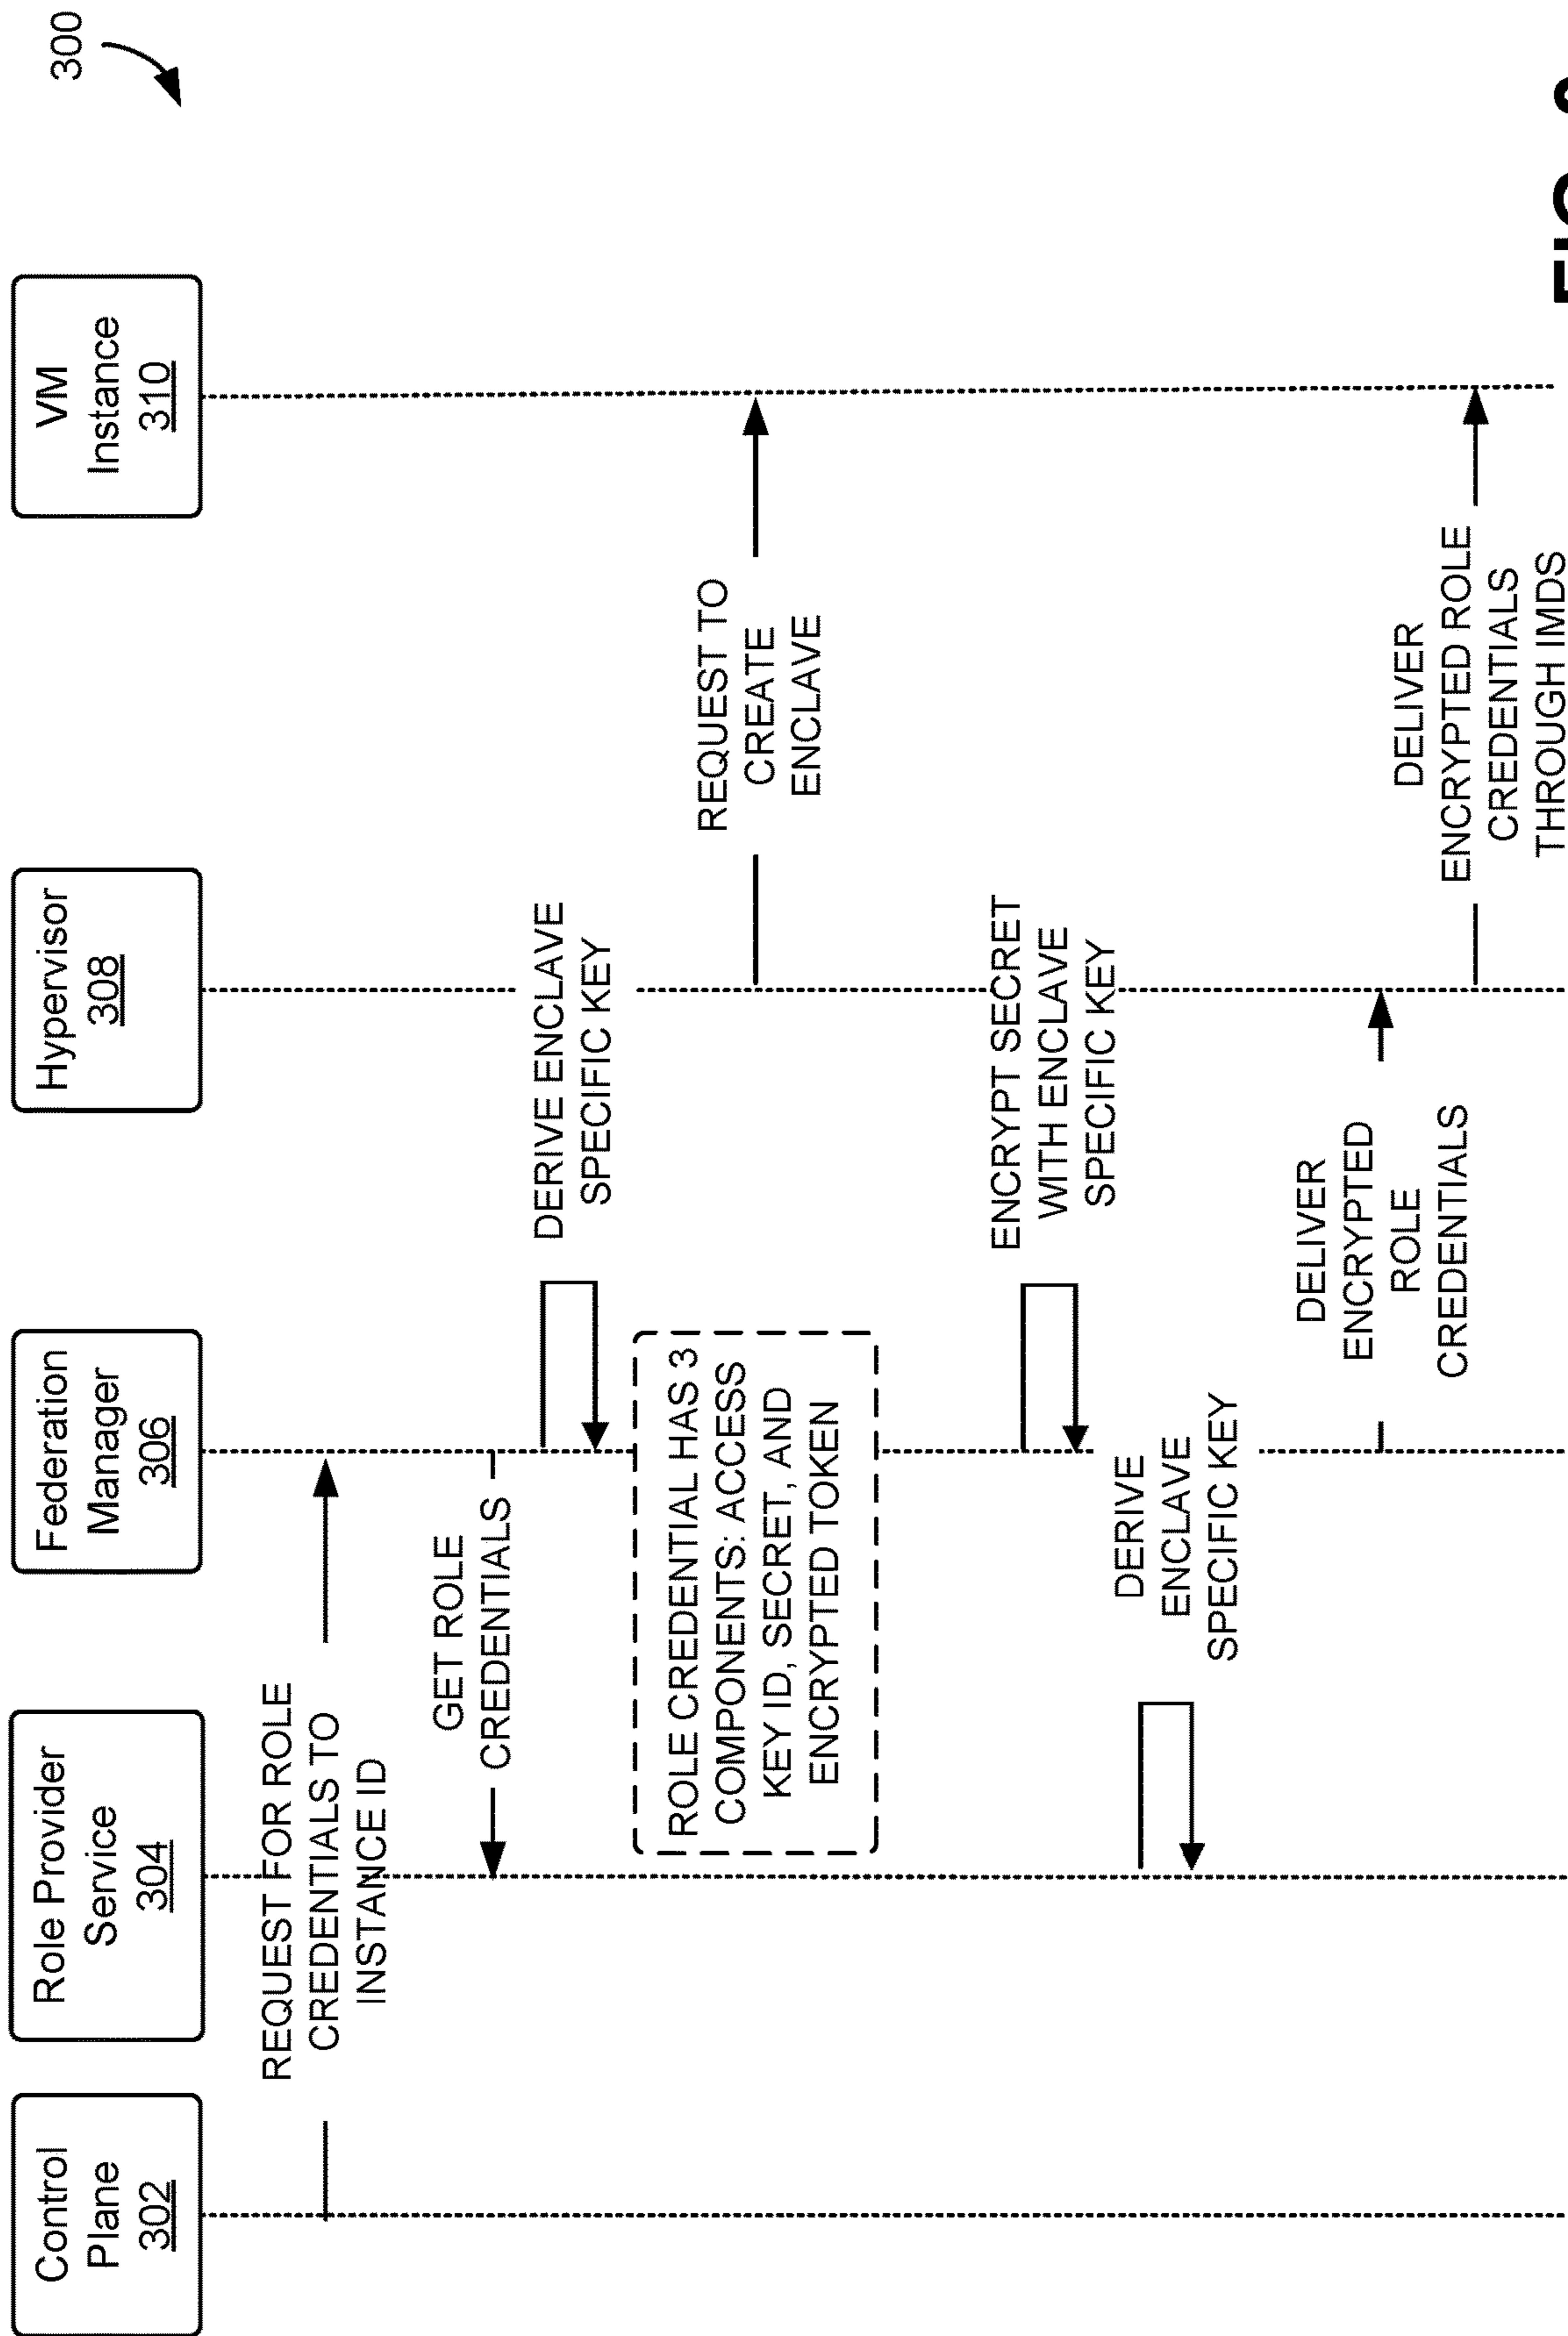 300
Control
Plane
302
Role Provider
Service
304
Federation
Manager
306
Hypervisor
308
VM
Instance
310
REQUEST FOR ROLE
CREDENTIALS TO
INSTANCE ID
GET ROLE
CREDENTIALS
DERIVE ENCLAVE
SPECIFIC KEY
ROLE CREDENTIAL HAS 3
COMPONENTS: ACCESS
KEY ID, SECRET, AND
ENCRYPTED TOKEN
REQUEST TO
CREATE
ENCLAVE
ENCRYPT SECRET
WITH ENCLAVE
SPECIFIC KEY
DERIVE
ENCLAVE
SPECIFIC KEY
DELIVER
ENCRYPTED
ROLE
CREDENTIALS
DELIVER
ENCRYPTED ROLE
CREDENTIALS
THROUGH IMDS